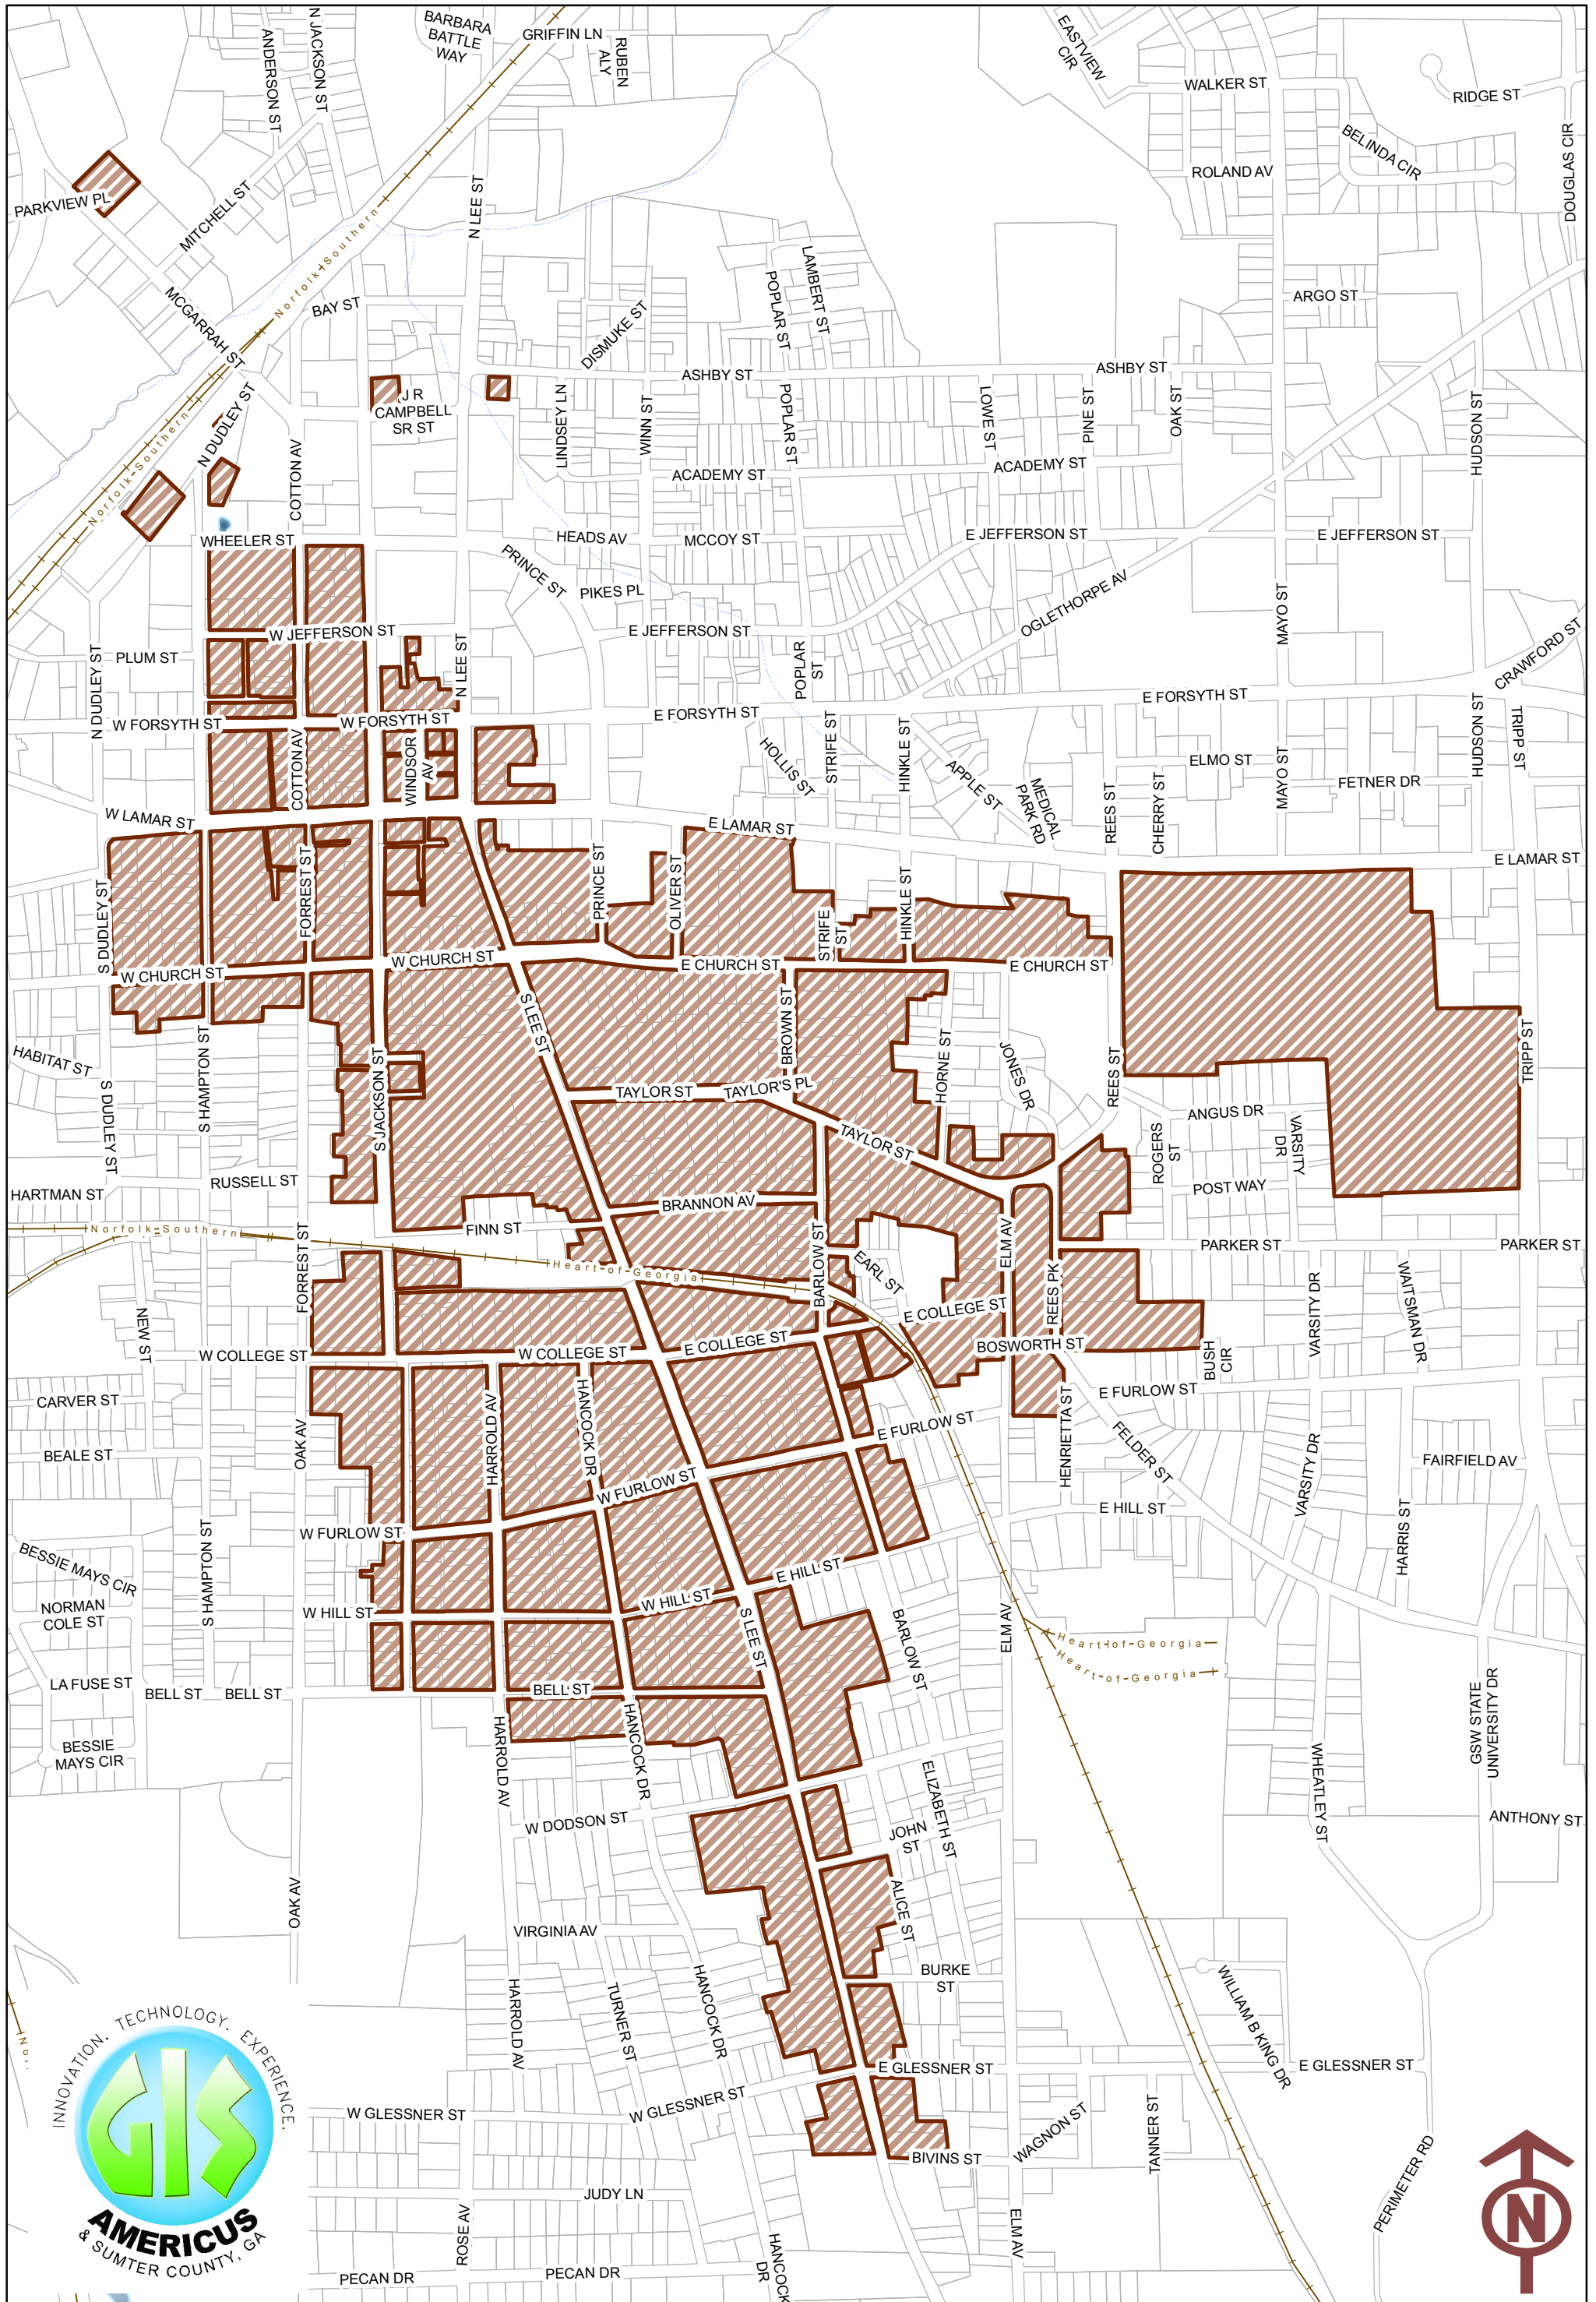 BARBARA
BATTLE
WAY
GRIFFIN LN
RUBEN
ALY
N JACKSON ST
ANDERSON ST
EASTVIEW
CIR
WALKER ST
RIDGE ST
BELINDA CIR
DOUGLAS CIR
ROLAND AV
PARKVIEW PL
MITCHELL ST
N LEE ST
Norfolk-Southern
MCGARRAH ST
BAY ST
DISMUKE ST
POPLAR ST
LAMBERT ST
ARGO ST
ASHBY ST
ASHBY ST
J R
CAMPBELL
SR ST
N DUDLEY ST
Norfolk-Southern
COTTON AV
LINDSEY LN
WINN ST
POPLAR ST
LOWE ST
PINE ST
OAK ST
HUDSON ST
ACADEMY ST
ACADEMY ST
WHEELER ST
HEADS AV
MCCOY ST
E JEFFERSON ST
E JEFFERSON ST
PRINCE ST
PIKES PL
OGLETHORPE AV
MAYO ST
W JEFFERSON ST
E JEFFERSON ST
PLUM ST
N DUDLEY ST
N LEE ST
POPLAR
ST
CRAWFORD ST
W FORSYTH ST
W FORSYTH ST
E FORSYTH ST
E FORSYTH ST
HUDSON ST
TRIPP ST
COTTON AV
WINDSOR
AV
HOLLIS ST
STRIFE ST
HINKLE ST
APPLE ST
MEDICAL
PARK RD
REES ST
CHERRY ST
ELMO ST
MAYO ST
FETNER DR
W LAMAR ST
E LAMAR ST
E LAMAR ST
S DUDLEY ST
FORREST ST
PRINCE ST
OLIVER ST
STRIFE
ST
HINKLE ST
W CHURCH ST
W CHURCH ST
E CHURCH ST
E CHURCH ST
S LEE ST
BROWN ST
HABITAT ST
S DUDLEY ST
S HAMPTON ST
S JACKSON ST
TAYLOR ST
TAYLOR'S PL
HORNE ST
JONES DR
REES ST
TRIPP ST
TAYLOR ST
ROGERS
ST
ANGUS DR
VARSITY
DR
HARTMAN ST
RUSSELL ST
BRANNON AV
POST WAY
Norfolk-Southern
FINN ST
FORREST ST
Heart-of-Georgia
BARLOW ST
EARL ST
ELM AV
REES PK
PARKER ST
PARKER ST
NEW ST
W COLLEGE ST
W COLLEGE ST
E COLLEGE ST
E COLLEGE ST
BOSWORTH ST
BUSH
CIR
VARSITY DR
WAITSMAN DR
CARVER ST
BEALE ST
OAK AV
HARROLD AV
HANCOCK DR
E FURLOW ST
E FURLOW ST
HENRIETTA ST
FELDER ST
VARSITY DR
FAIRFIELD AV
W FURLOW ST
W FURLOW ST
E HILL ST
HARRIS ST
BESSIE MAYS CIR
S HAMPTON ST
NORMAN
COLE ST
W HILL ST
W HILL ST
E HILL ST
S LEE ST
BARLOW ST
ELM AV
Heart-of-Georgia
Heart-of-Georgia
LA FUSE ST
BELL ST
BELL ST
BELL ST
BESSIE
MAYS CIR
HARROLD AV
HANCOCK DR
GSW STATE
UNIVERSITY DR
WHEATLEY ST
ELIZABETH ST
W DODSON ST
JOHN
ST
ANTHONY ST
OAK AV
ALICE ST
VIRGINIA AV
BURKE
ST
HARROLD AV
TURNER ST
HANCOCK DR
WILLIAM B KING DR
E GLESSNER ST
E GLESSNER ST
W GLESSNER ST
W GLESSNER ST
WAGNON ST
TANNER ST
BIVINS ST
PERIMETER RD
JUDY LN
ROSE AV
ELM AV
PECAN DR
PECAN DR
HANCOCK
DR
INNOVATION. TECHNOLOGY. EXPERIENCE.
GIS
AMERICUS
& SUMTER COUNTY, GA
N